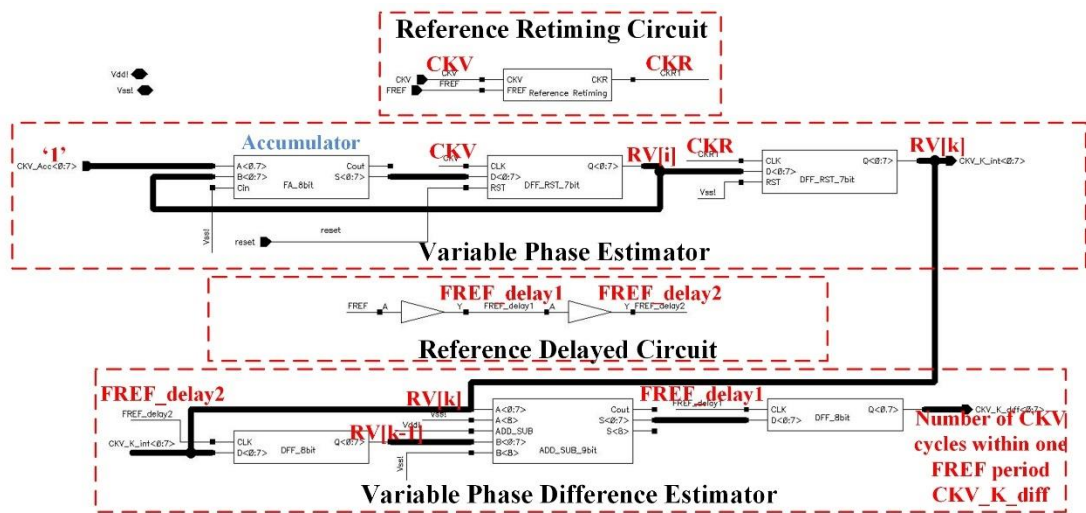 Reference Retiming Circuit
CKV
CKR
Vdd!
Vss!
CKV
FREF
CKV
FREF
CKV
FREF
CKR
Reference Retiming
CKR1
'1'
Accumulator
CKV
RV[i]
CKR
RV[k]
CKV_Acc<0:7>
A<0:7>
B<0:7>
Cin
Cout
S<0:7>
FA_8bit
CKV
CLK
D<0:7>
RST
Q<0:7>
DFF_RST_7bit
CKR1
CLK
D<0:7>
RST
Q<0:7>
DFF_RST_7bit
CKV_K_int<0:7>
Vss!
Vss!
reset
reset
Variable Phase Estimator
FREF_delay1
FREF_delay2
FREF
A
Y
FREF_delay1
A
Y
FREF_delay2
Reference Delayed Circuit
FREF_delay2
RV[k]
FREF_delay1
FREF_delay2
CKV_K_int<0:7>
CLK
D<0:7>
Q<0:7>
DFF_8bit
RV[k-1]
Vss!
Vdd!
Vss!
A<0:7>
A<8>
ADD_SUB
B<0:7>
B<8>
Cout
S<0:7>
S<8>
ADD_SUB_9bit
FREF_delay1
CLK
D<0:7>
Q<0:7>
DFF_8bit
CKV_K_diff<0:7>
Number of CKV
cycles within one
FREF period
CKV_K_diff
Variable Phase Difference Estimator